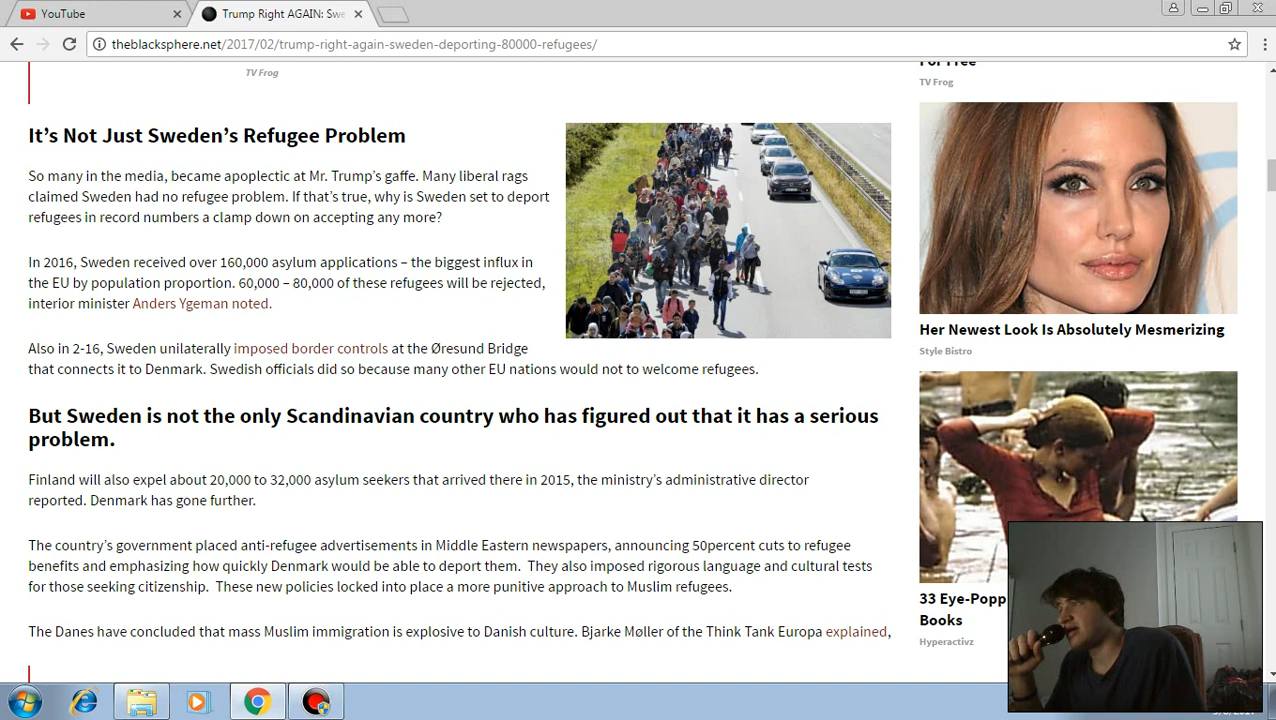 YouTube
Trump Right AGAIN: Swe
theblacksphere.net/2017/02/trump-right-again-sweden-deporting-80000-refugees/
TV Frog
For Free
TV Frog
It's Not Just Sweden's Refugee Problem
So many in the media, became apoplectic at Mr. Trump's gaffe. Many liberal rags
claimed Sweden had no refugee problem. If that's true, why is Sweden set to deport
refugees in record numbers a clamp down on accepting any more?
In 2016, Sweden received over 160,000 asylum applications – the biggest influx in
the EU by population proportion. 60,000 – 80,000 of these refugees will be rejected,
interior minister Anders Ygeman noted.
Also in 2-16, Sweden unilaterally imposed border controls at the Øresund Bridge
that connects it to Denmark. Swedish officials did so because many other EU nations would not to welcome refugees.
But Sweden is not the only Scandinavian country who has figured out that it has a serious
problem.
Finland will also expel about 20,000 to 32,000 asylum seekers that arrived there in 2015, the ministry's administrative director
reported. Denmark has gone further.
The country's government placed anti-refugee advertisements in Middle Eastern newspapers, announcing 50percent cuts to refugee
benefits and emphasizing how quickly Denmark would be able to deport them.  They also imposed rigorous language and cultural tests
for those seeking citizenship.  These new policies locked into place a more punitive approach to Muslim refugees.
The Danes have concluded that mass Muslim immigration is explosive to Danish culture. Bjarke Møller of the Think Tank Europa explained,
Her Newest Look Is Absolutely Mesmerizing
Style Bistro
33 Eye-Popp
Books
Hyperactivz